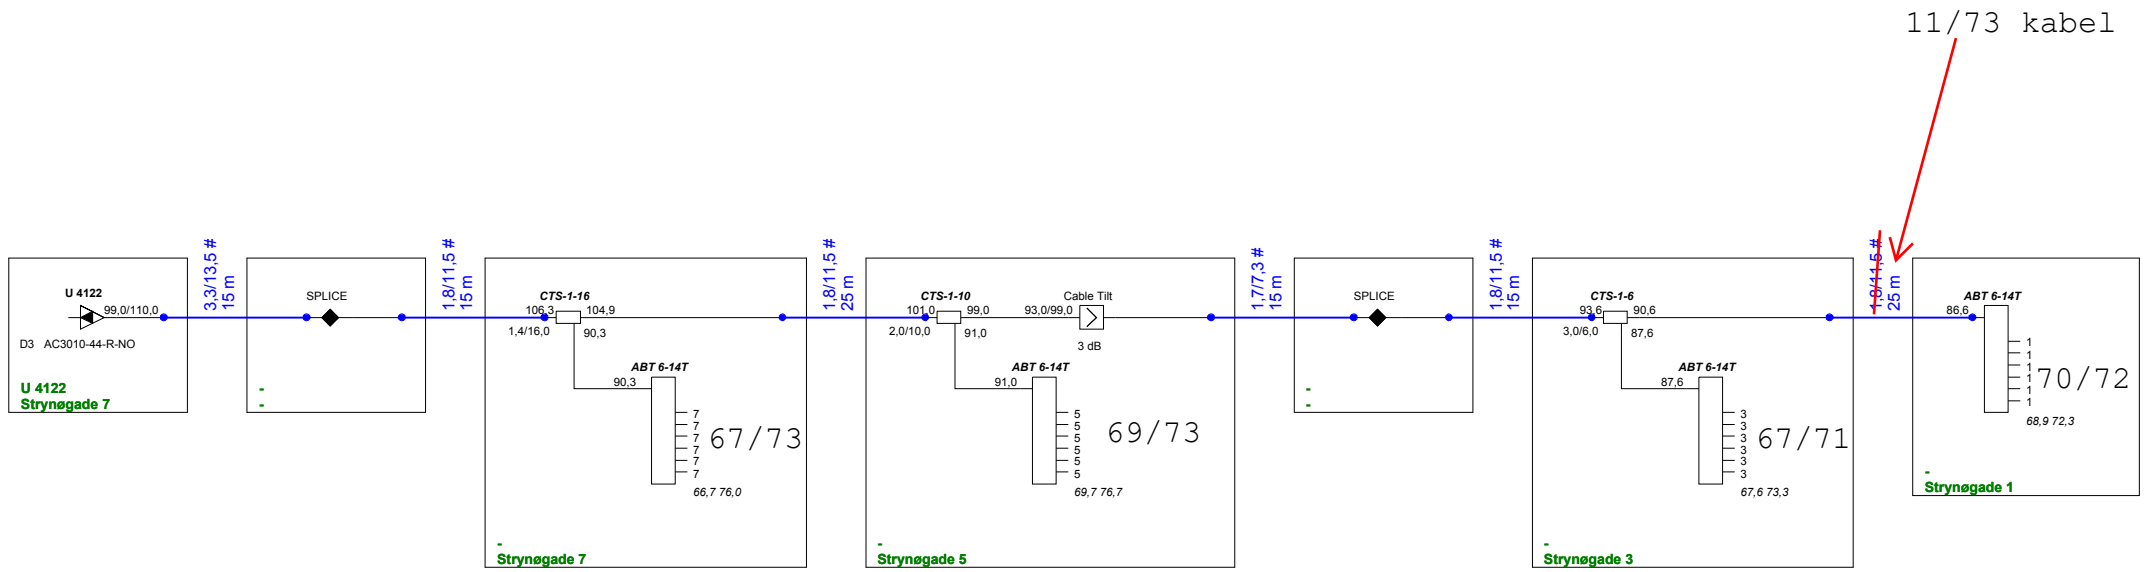 11/73 kabel
U 4122
99,0/110,0
D3 AC3010-44-R-NO
U 4122
Strynøgade 7
3,3/13,5 #
15 m
SPLICE
-
-
1,8/11,5 #
15 m
CTS-1-16
106,3 104,9
1,4/16,0 90,3
ABT 6-14T
90,3
7
7
7
7
7
7
67/73
66,7 76,0
-
Strynøgade 7
1,8/11,5 #
25 m
CTS-1-10
101,0 99,0
2,0/10,0 91,0
Cable Tilt
93,0/99,0
3 dB
ABT 6-14T
91,0
5
5
5
5
5
5
69/73
69,7 76,7
-
Strynøgade 5
1,7/7,3 #
15 m
SPLICE
-
-
1,8/11,5 #
15 m
CTS-1-6
93,6 90,6
3,0/6,0 87,6
ABT 6-14T
87,6
3
3
3
3
3
3
67/71
67,6 73,3
-
Strynøgade 3
1,8/11,5 #
25 m
ABT 6-14T
86,6
1
1
1
1
1
1
70/72
68,9 72,3
-
Strynøgade 1